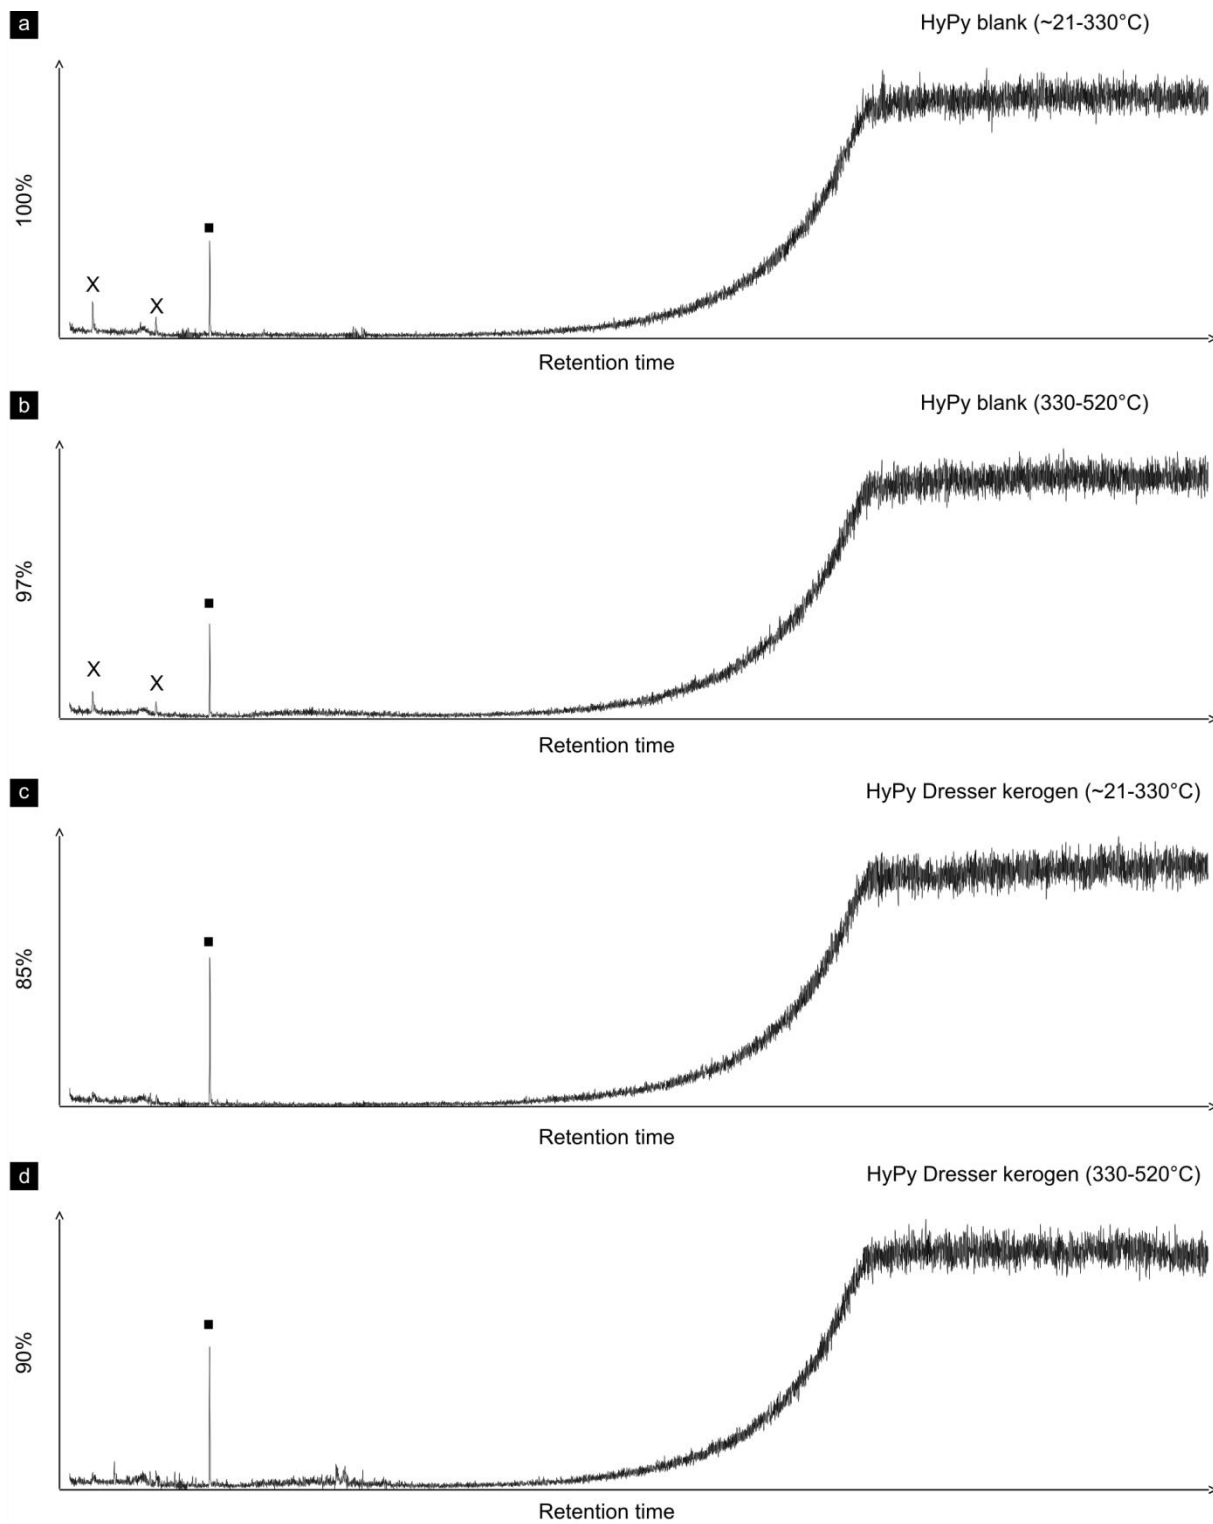 a
HyPy blank (~21-330°C)
100%
X
X
Retention time
b
HyPy blank (330-520°C)
97%
X
X
Retention time
c
HyPy Dresser kerogen (~21-330°C)
85%
Retention time
d
HyPy Dresser kerogen (330-520°C)
90%
Retention time